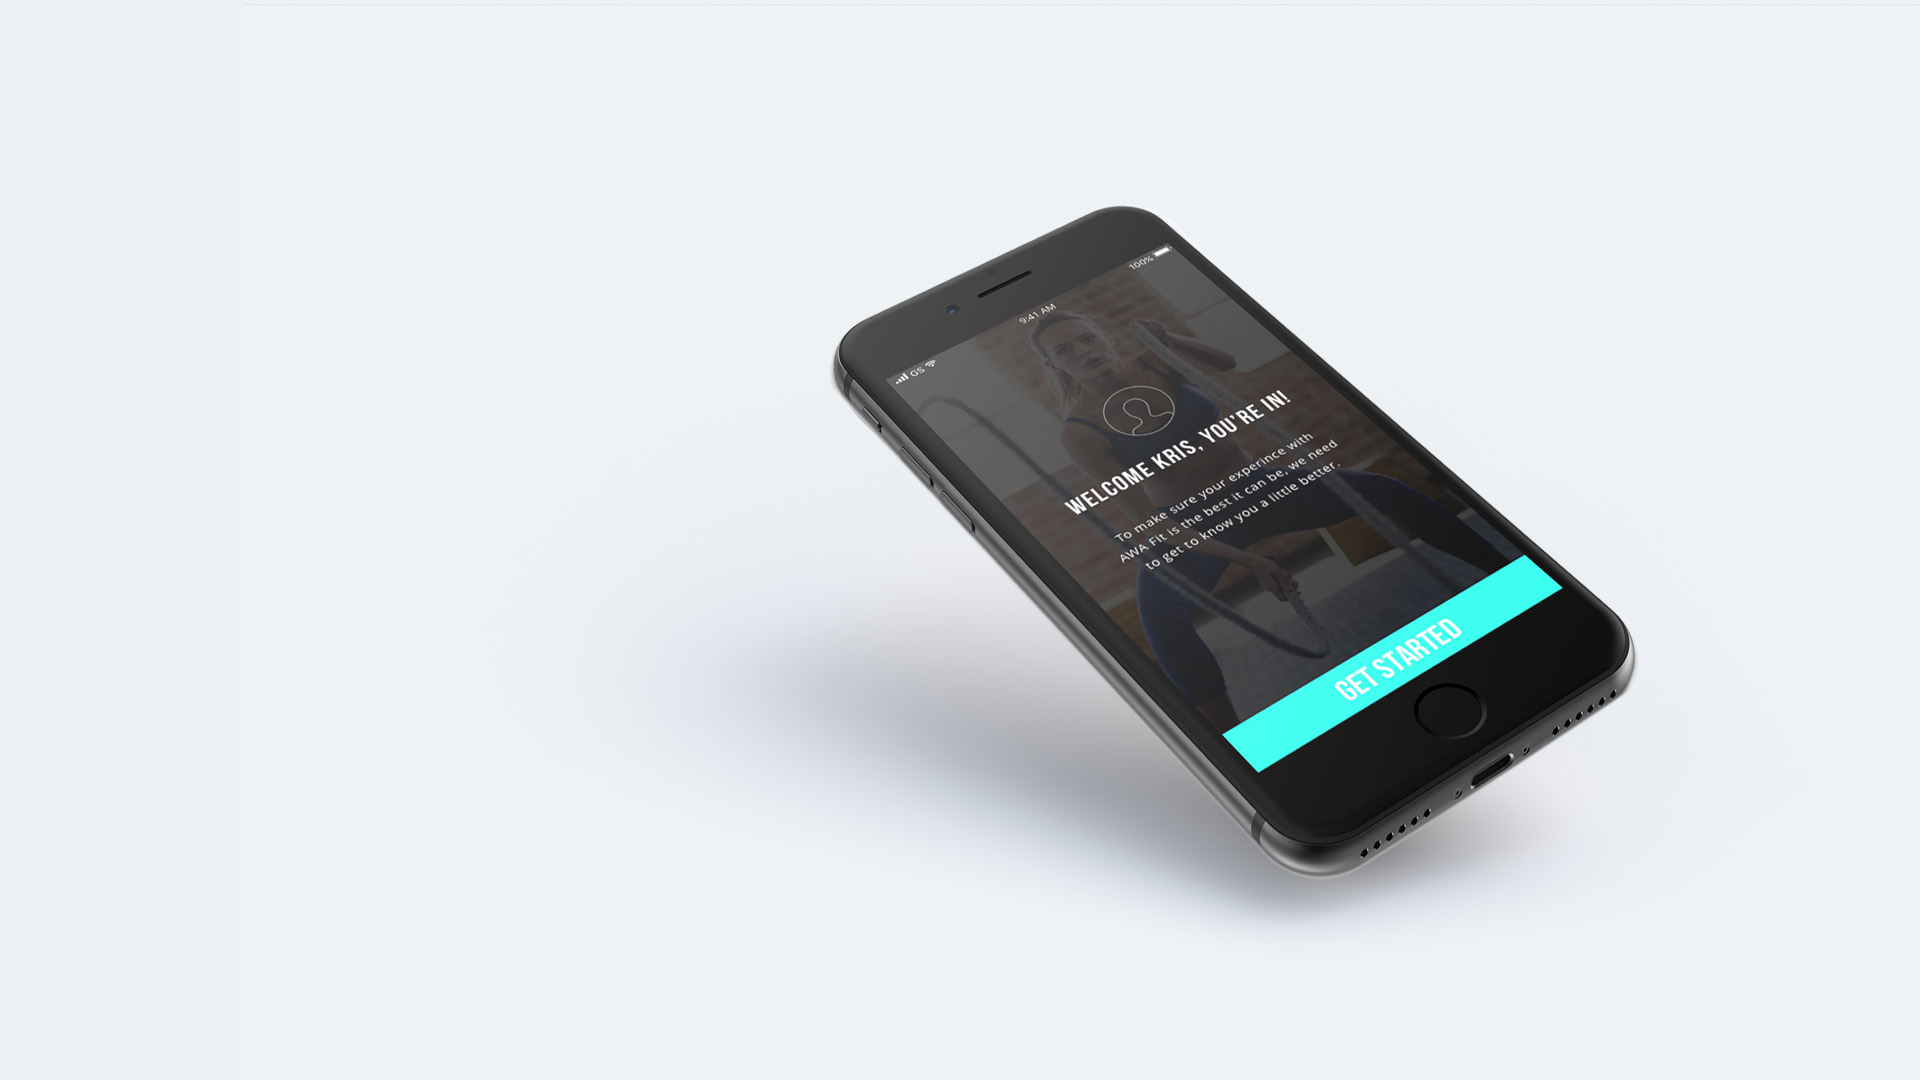 GS
9:41 AM
100%
WELCOME KRIS, YOU'RE IN!
To make sure your experince with
AWA Fit is the best it can be, we need
to get to know you a little better.
GET STARTED